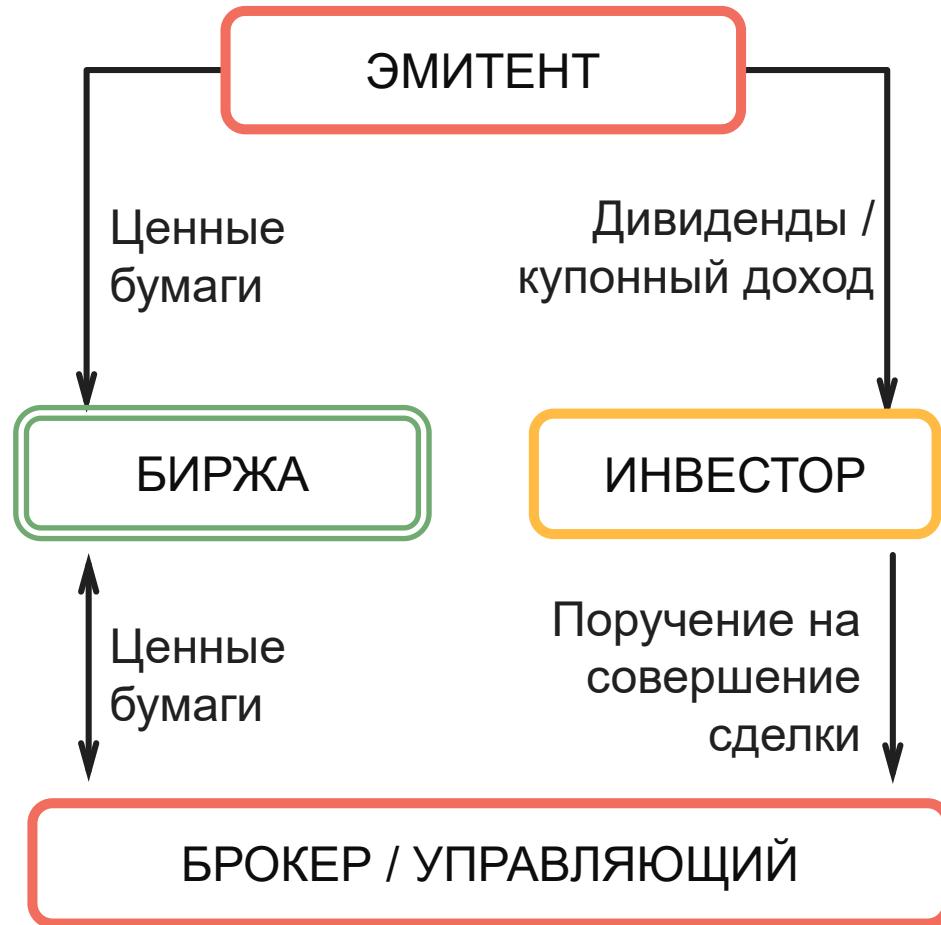 ЭМИТЕНТ
Ценные
бумаги
Дивиденды /
купонный доход
БИРЖА
ИНВЕСТОР
Ценные
бумаги
Поручение на
совершение
сделки
БРОКЕР / УПРАВЛЯЮЩИЙ